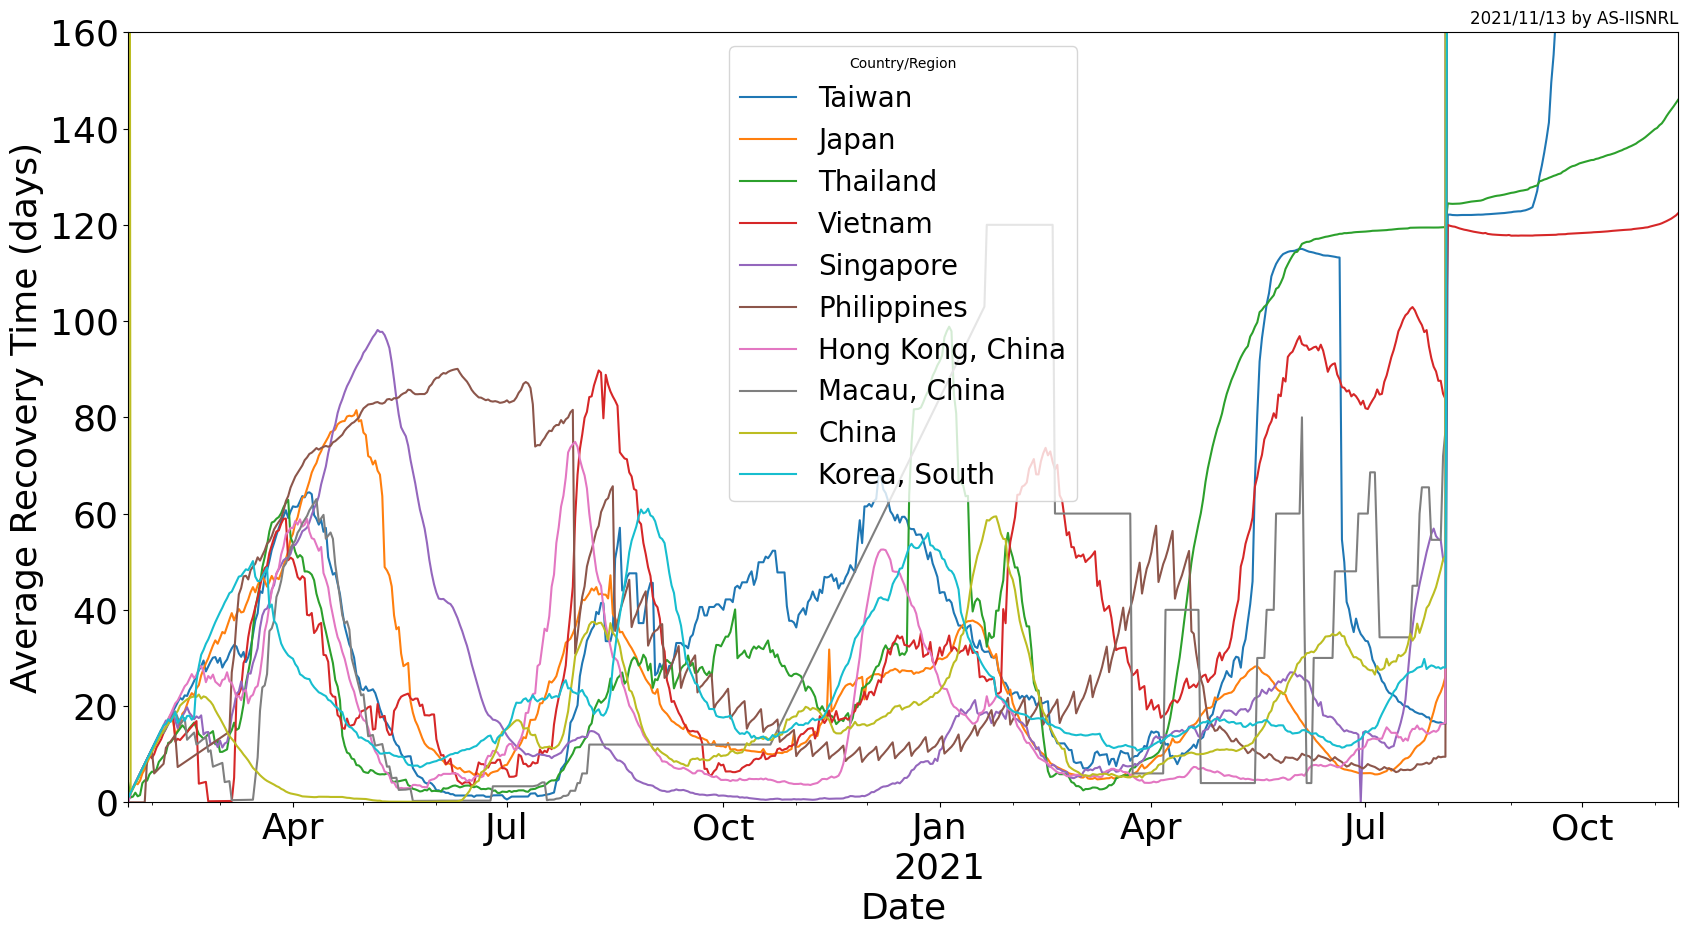 2021/11/13 by AS-IISNRL
Average Recovery Time (days)
160
140
120
100
80
60
40
20
0
Country/Region
Taiwan
Japan
Thailand
Vietnam
Singapore
Philippines
Hong Kong, China
Macau, China
China
Korea, South
Apr Jul Oct Jan Apr Jul Oct
2021
Date